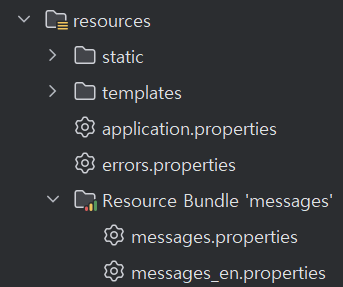 resources
static
templates
application.properties
errors.properties
Resource Bundle 'messages'
messages.properties
messages_en.properties